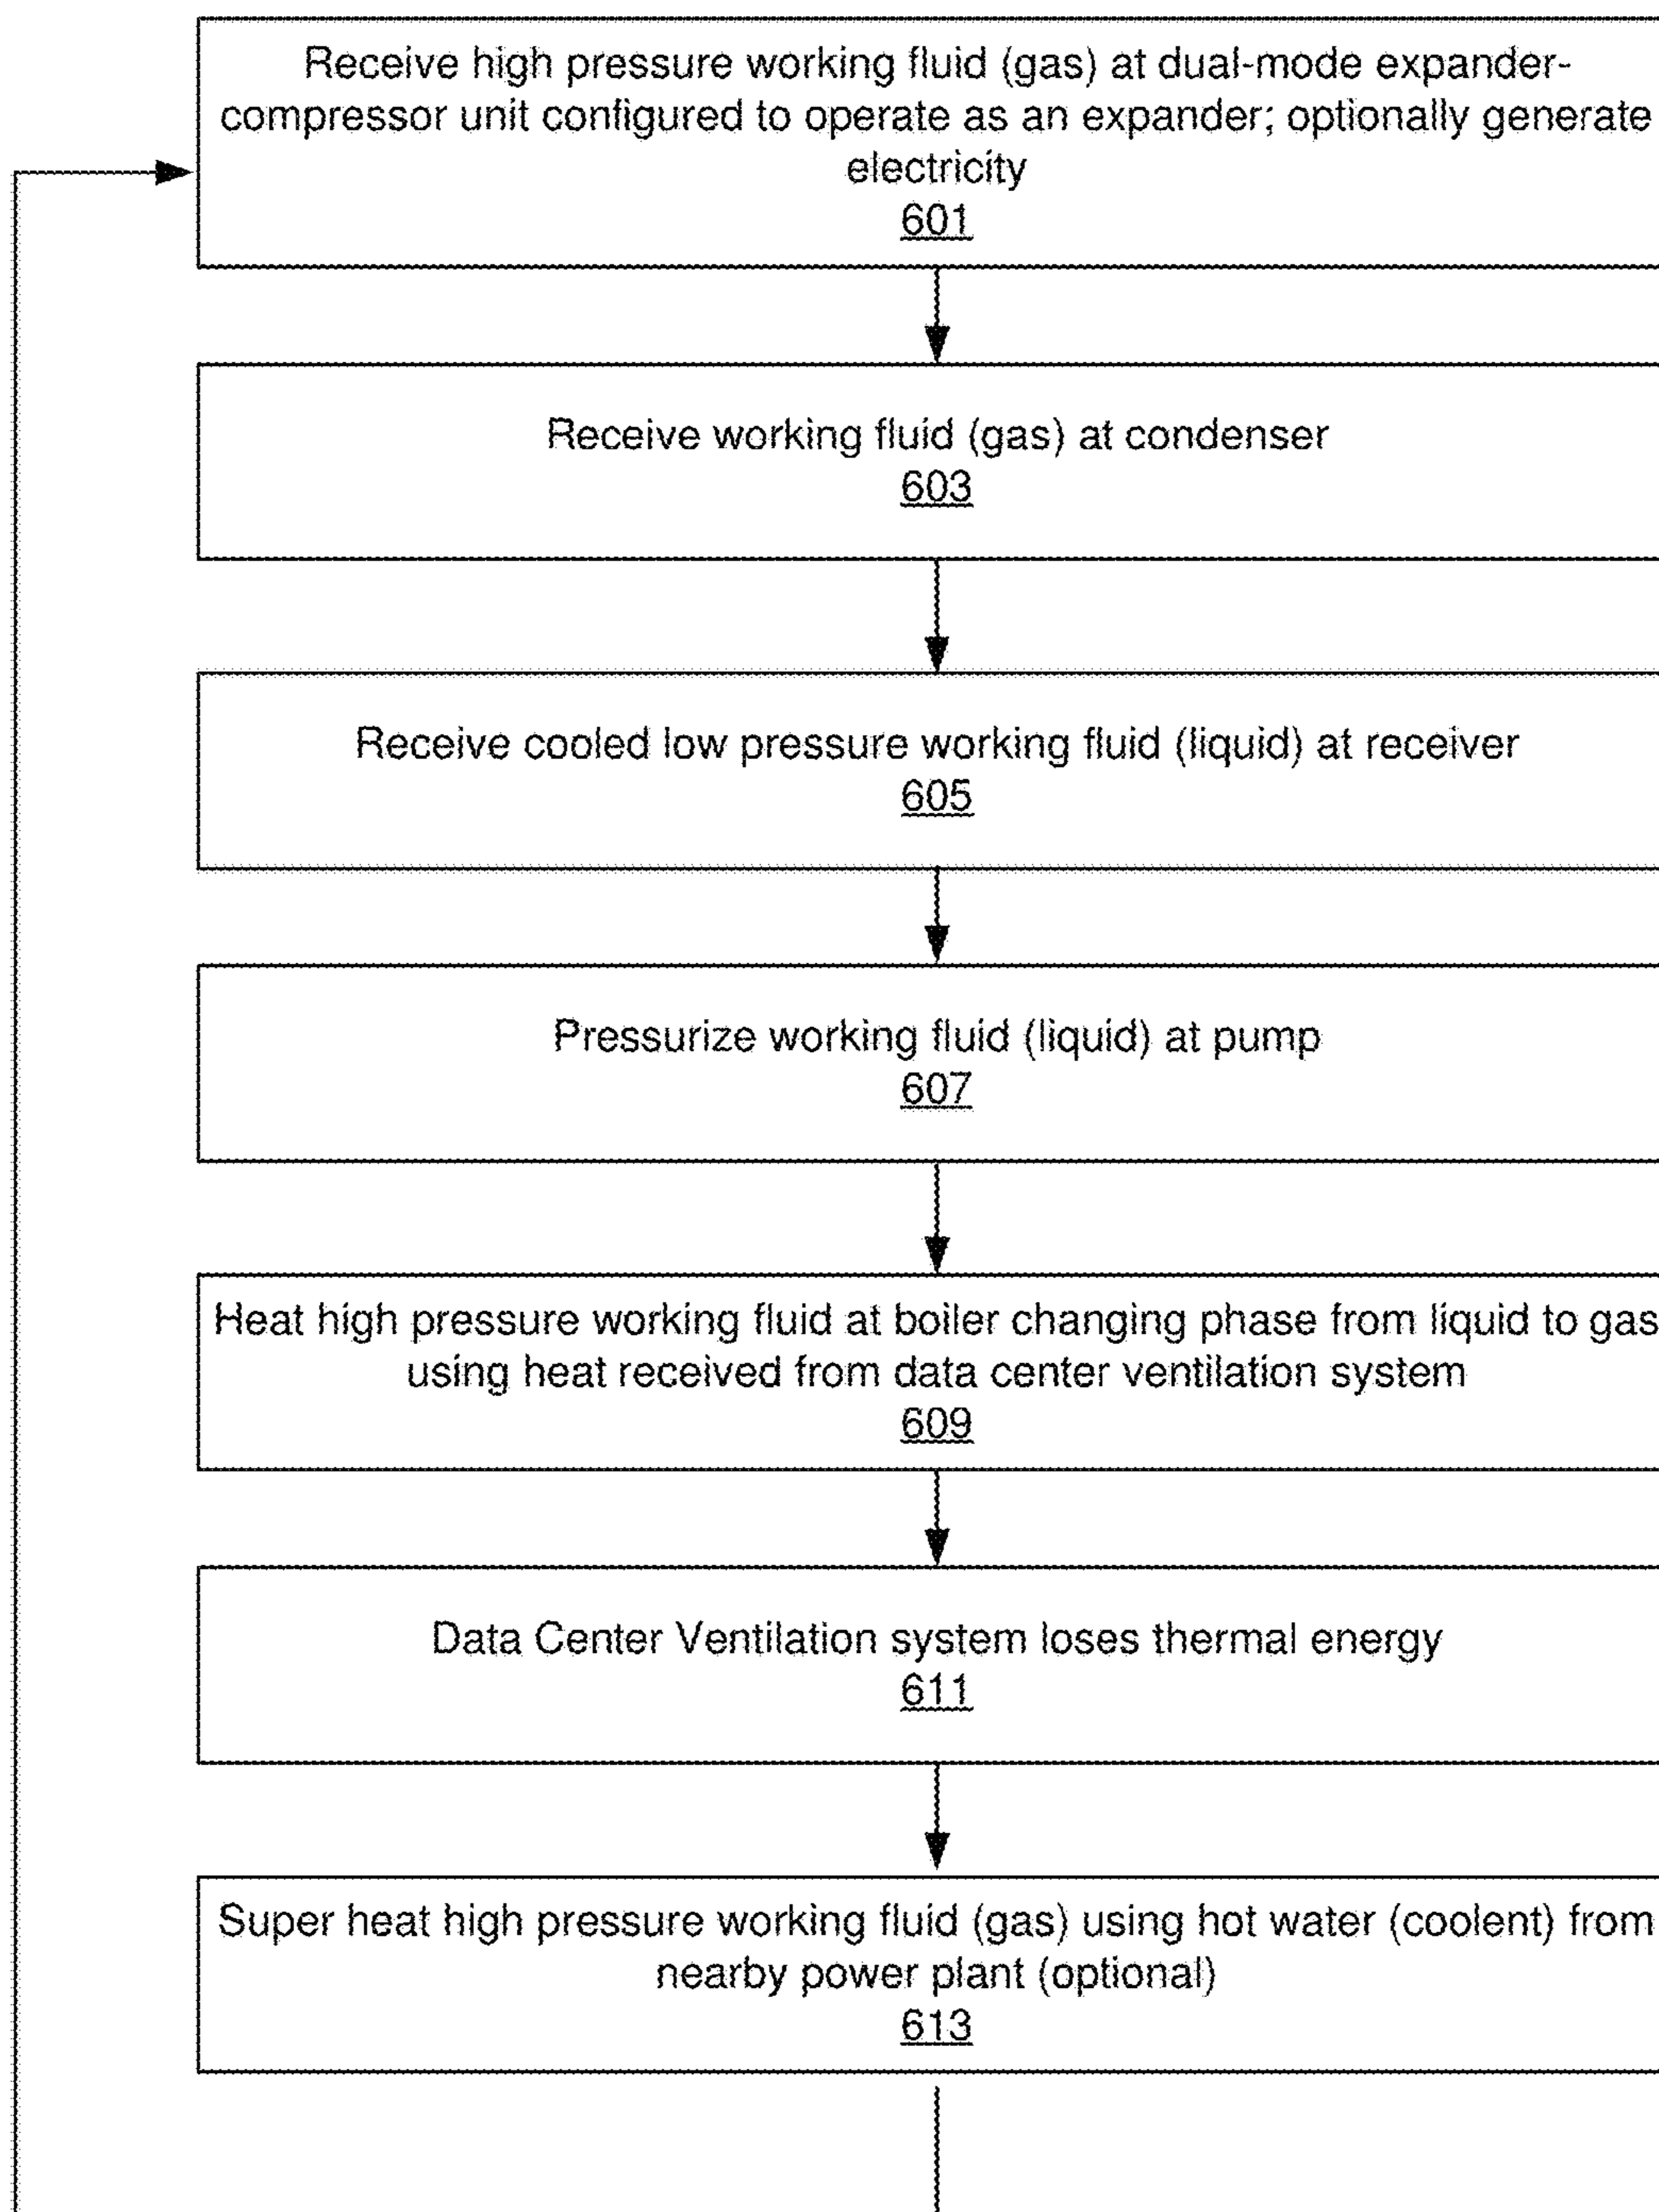 Receive high pressure working fluid (gas) at dual-mode expander-
compressor unit configured to operate as an expander; optionally generate
electricity
601
Receive working fluid (gas) at condenser
603
Receive cooled low pressure working fluid (liquid) at receiver
605
Pressurize working fluid (liquid) at pump
607
Heat high pressure working fluid at boiler changing phase from liquid to gas
using heat received from data center ventilation system
609
Data Center Ventilation system loses thermal energy
611
Super heat high pressure working fluid (gas) using hot water (coolent) from
nearby power plant (optional)
613